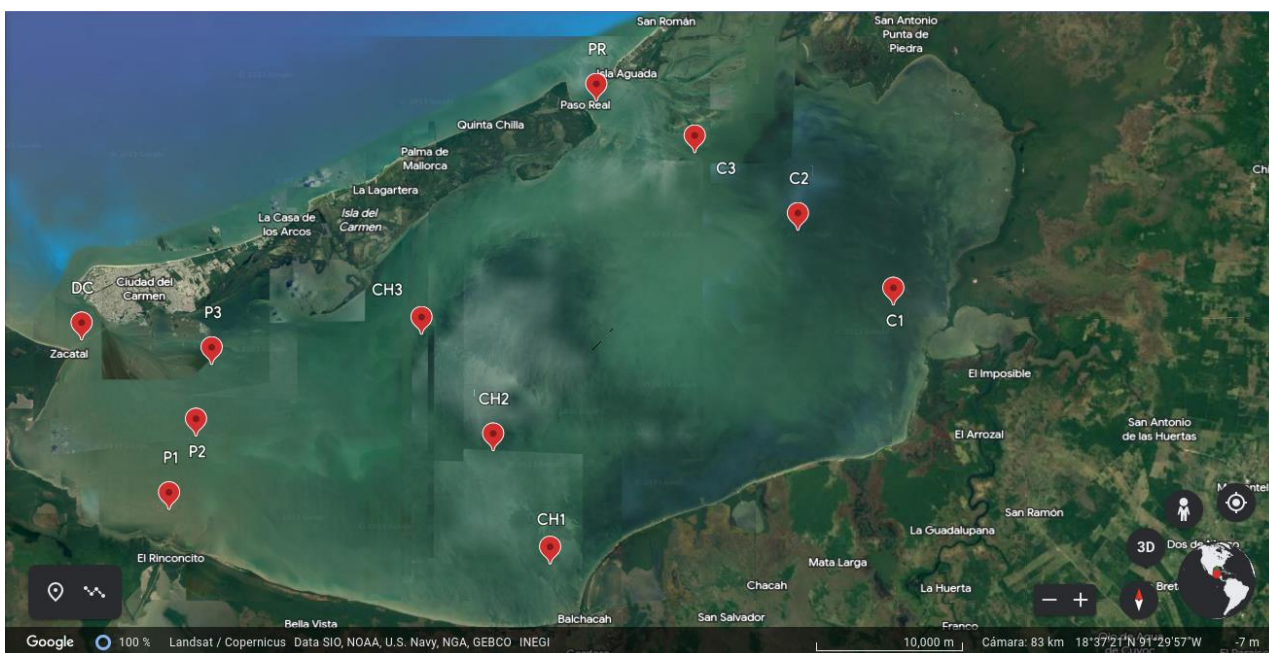 San Román
San Antonio
Punta de
Piedra
PR
Isla Aguada
Paso Real
Quinta Chilla
Palma de
Mallorca
C3
C2
La Lagartera
Isla del
Carmen
La Casa de
los Arcos
Ciudad del
Carmen
DC
CH3
P3
C1
Zacatal
El Imposible
CH2
San Antonio
de las Huertas
El Arrozal
P2
P1
San Ramón
CH1
La Guadalupana
El Rinconcito
3D
Mata Larga
Chacah
La Huerta
Balchacah
San Salvador
Bella Vista
Franco
Google 100 % Landsat / Copernicus Data SIO, NOAA, U.S. Navy, NGA, GEBCO INEGI 10,000 m Cámara: 83 km 18°37'21"N 91°29'57"W -7 m